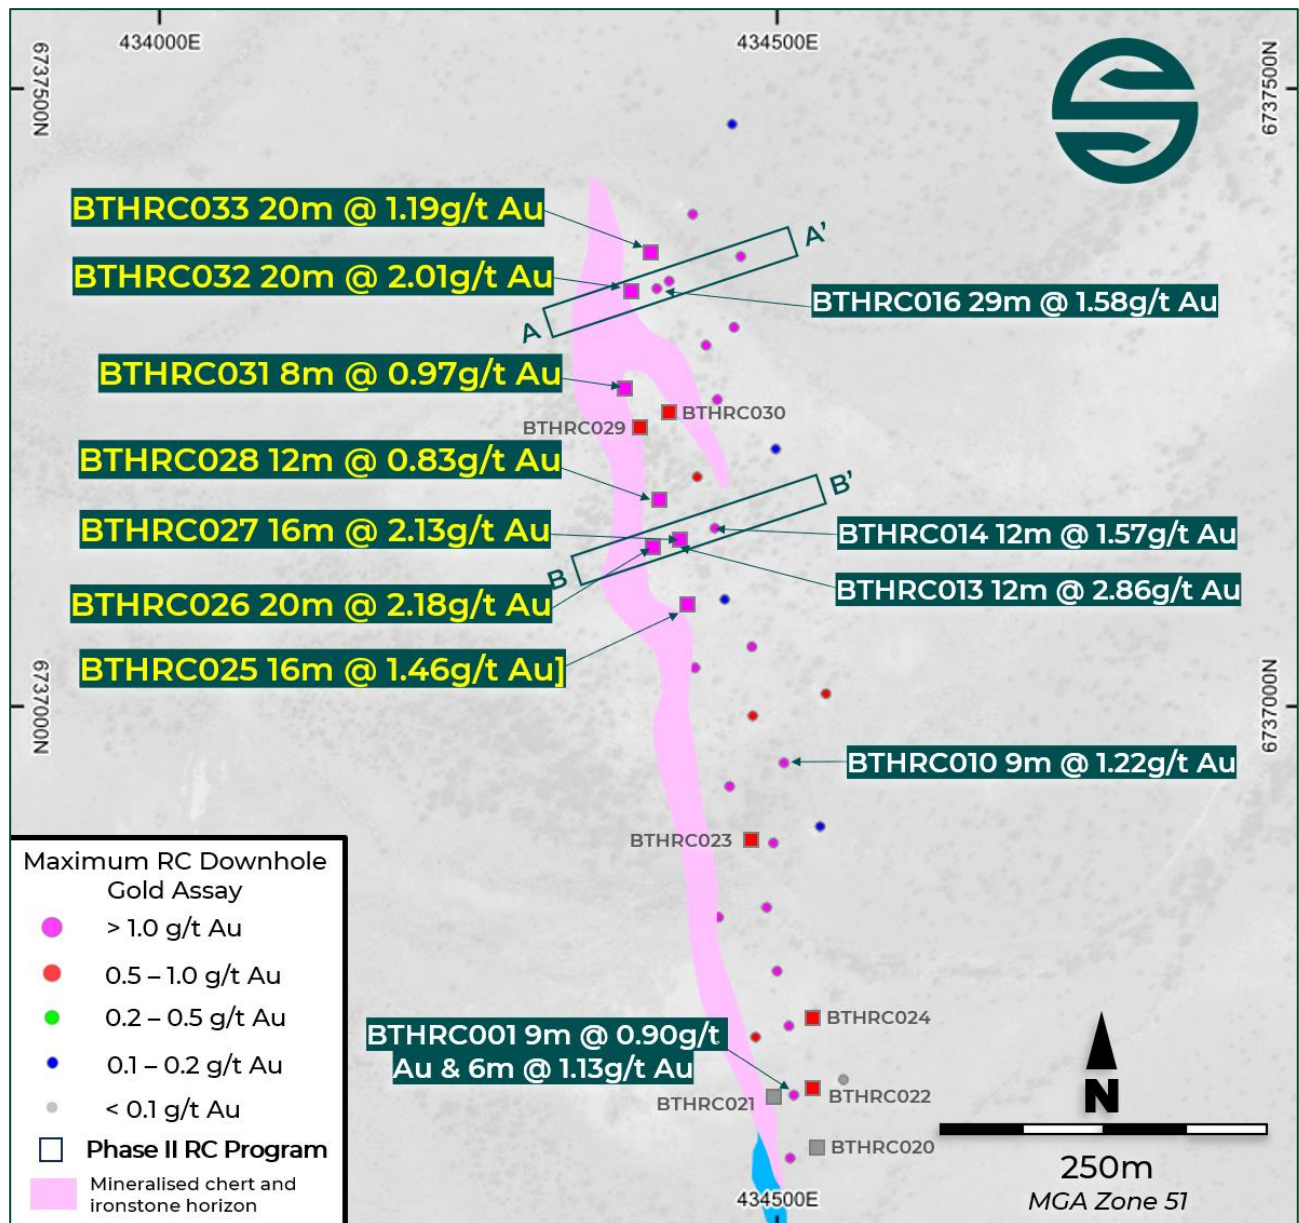 434000E
434500E
6737500N
6737500N
BTHRC033 20m @ 1.19g/t Au
A'
BTHRC032 20m @ 2.01g/t Au
BTHRC016 29m @ 1.58g/t Au
A
BTHRC031 8m @ 0.97g/t Au
BTHRC030
BTHRC029
BTHRC028 12m @ 0.83g/t Au
B'
BTHRC027 16m @ 2.13g/t Au
BTHRC014 12m @ 1.57g/t Au
B
BTHRC013 12m @ 2.86g/t Au
BTHRC026 20m @ 2.18g/t Au
BTHRC025 16m @ 1.46g/t Au]
6737000N
6737000N
BTHRC010 9m @ 1.22g/t Au
BTHRC023
Maximum RC Downhole
Gold Assay
> 1.0 g/t Au
0.5 – 1.0 g/t Au
0.2 – 0.5 g/t Au
0.1 – 0.2 g/t Au
< 0.1 g/t Au
Phase II RC Program
Mineralised chert and
ironstone horizon
BTHRC024
BTHRC001 9m @ 0.90g/t
Au & 6m @ 1.13g/t Au
BTHRC022
BTHRC021
BTHRC020
N
250m
MGA Zone 51
434500E